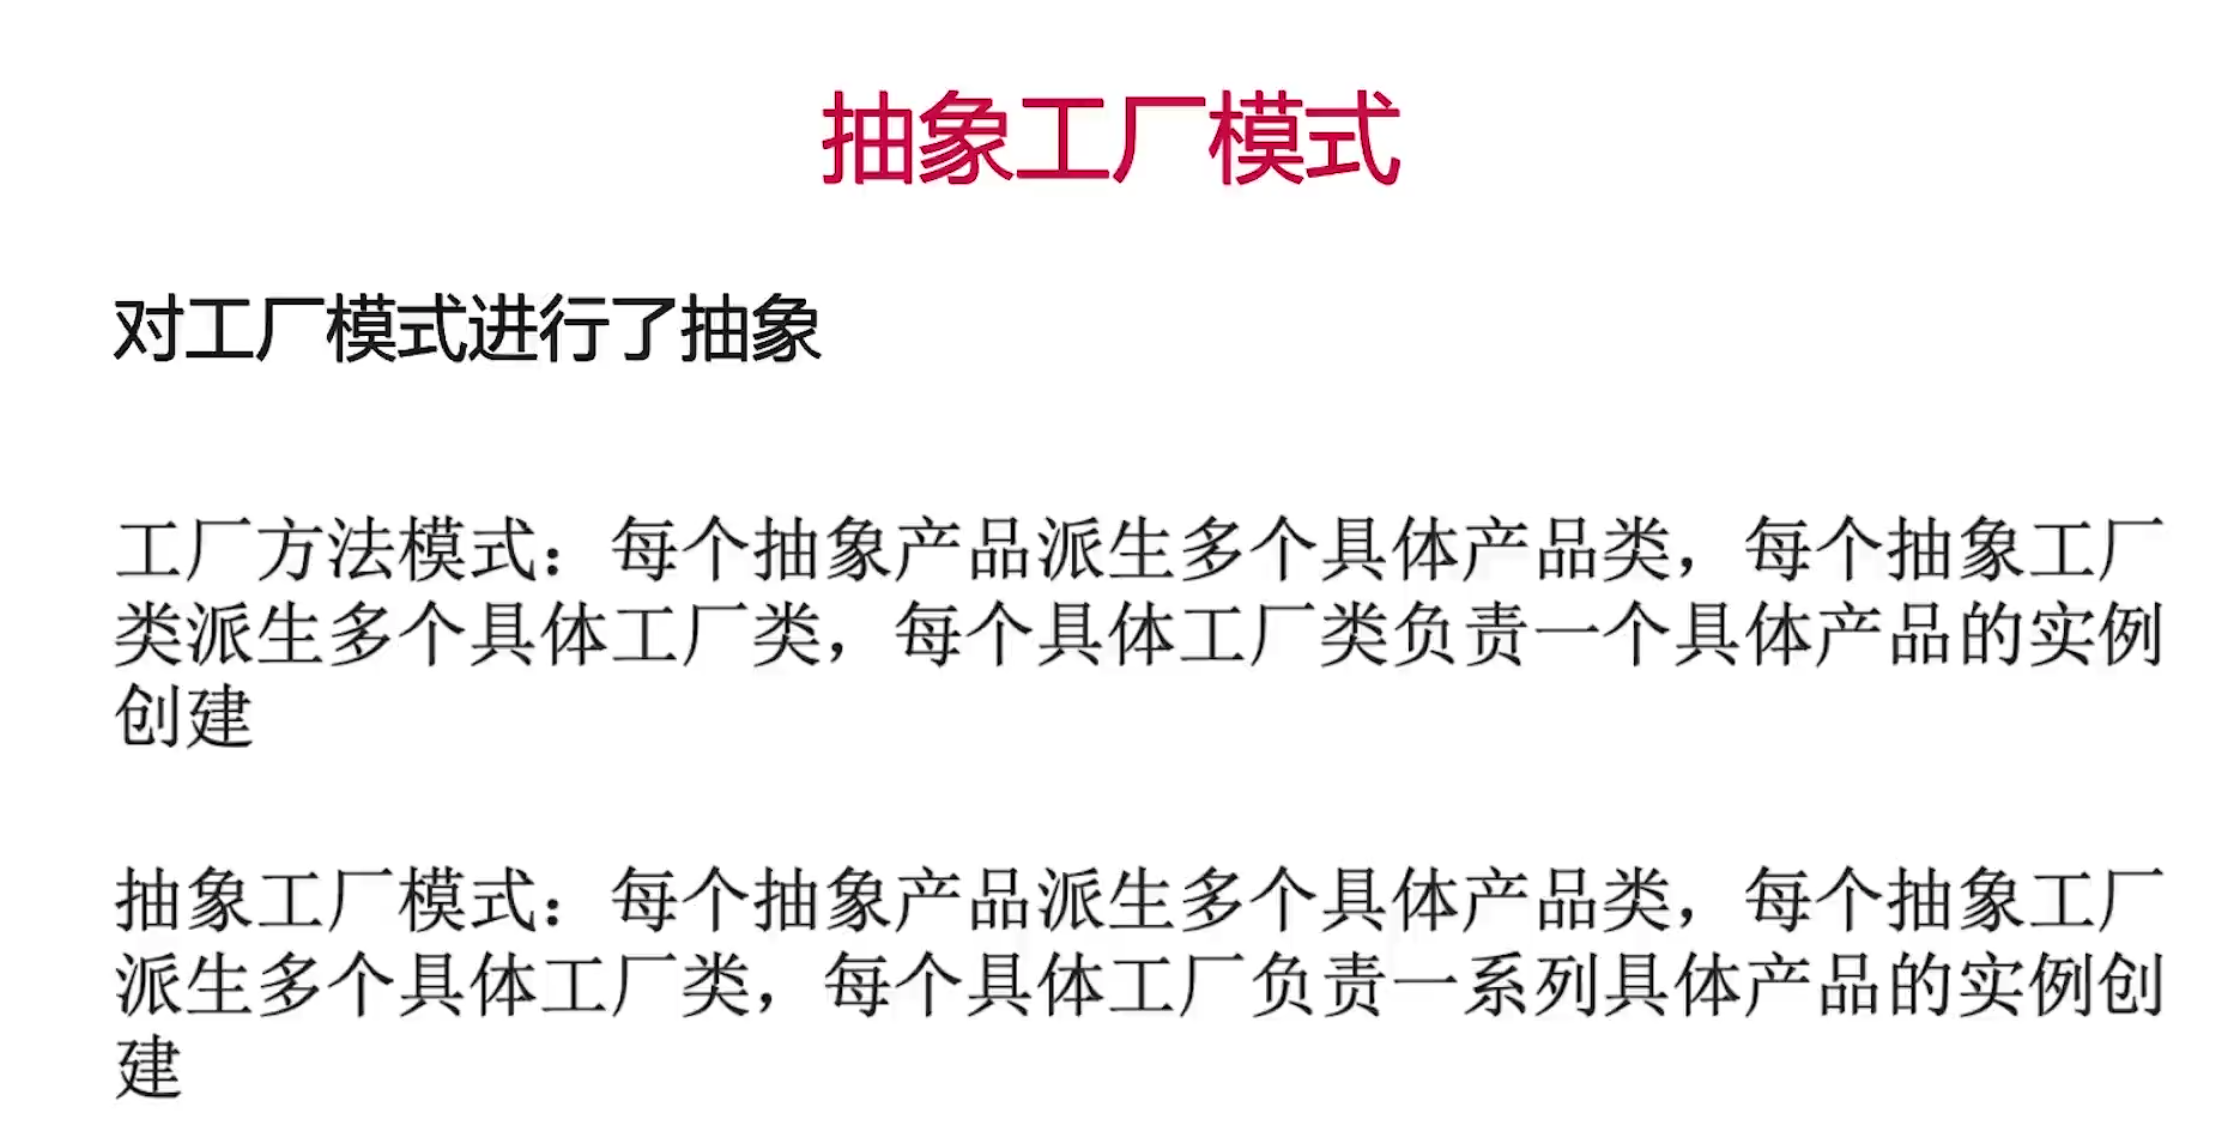 抽象工厂模式
对工厂模式进行了抽象
工厂方法模式：每个抽象产品派生多个具体产品类，每个抽象工厂
类派生多个具体工厂类，每个具体工厂类负责一个具体产品的实例
创建
抽象工厂模式：每个抽象产品派生多个具体产品类，每个抽象工厂
派生多个具体工厂类，每个具体工厂负责一系列具体产品的实例创
建